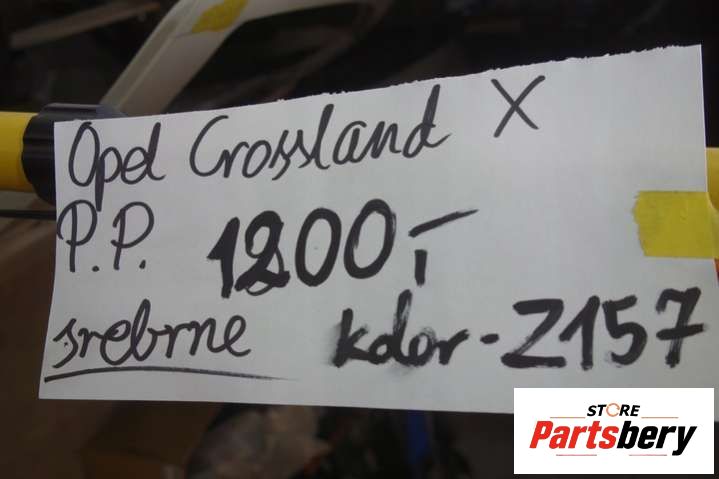 Opel Crossland X
P.P. 1200,-
srebrne kolor - Z157
STORE
Partsbery